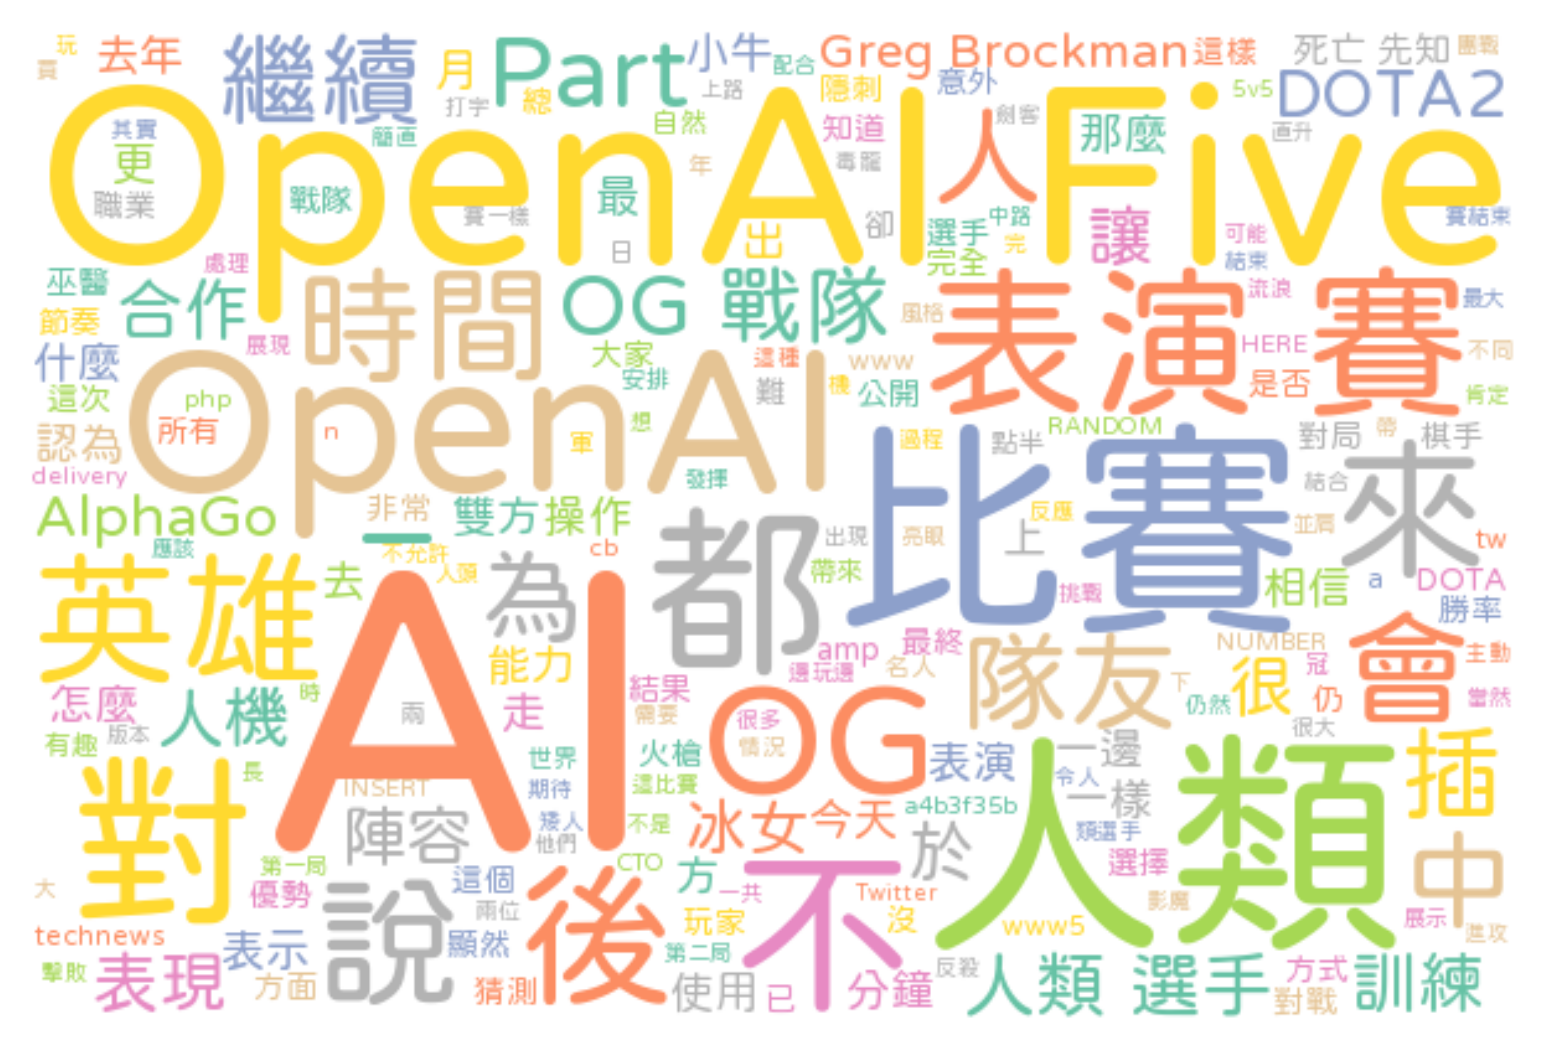 玩
去年
繼續
月
Part
小牛
配合
Greg Brockman
這樣
死亡 先知
團戰
貢
打字
總
上路
隱刺
意外
5v5
DOTA2
OpenAI Five
其實
更
職業
簡直
戰隊
賽一樣
自然
年
最
日
知道
毒龍
出
卻
人
劍客
那麼
直升
選手
中路
完
完全
讓
可能
結束
賽結束
巫醫
處理
合作
節奏
展現
時間
OG 戰隊
風格
表演賽
流浪
最大
什麼
大家
安排
這種
www
難
機
公開
HERE
是否
不同
肯定
這次
php
所有
n
OpenAI
軍
想
認為
delivery
發揮
過程
點半
RANDOM
對局
帶
棋手
比賽
結合
來
AlphaGo
非常
一
雙方
操作
出現
亮眼
上
反應
並肩
tw
應該
不允許
人頭
cb
都
帶來
挑戰
相信
a
DOTA
勝率
英雄
去
AI
為
能力
amp
最終
邊玩邊
名人
隊友
NUMBER
下
很
冠
仍
仍然
會
主動
當然
怎麼
人機
時
兩
走
結果
需要
OG
很多
情況
很大
有趣
版本
世界
火槍
表演
一邊
令人
人類
插
對
長
INSERT
期待
這比賽
一樣
a4b3f35b
陣容
矮人
他們
不是
冰女
今天
於
類選手
選擇
中
第一局
優勢
CTO
方
一共
不
Twitter
影魔
大
說
這個
兩位
後
玩家
沒
www5
展示
進攻
technews
表示
顯然
第二局
擊敗
表現
方面
猜測
使用
已
分鐘
反殺
人類 選手
方式
對戰
訓練